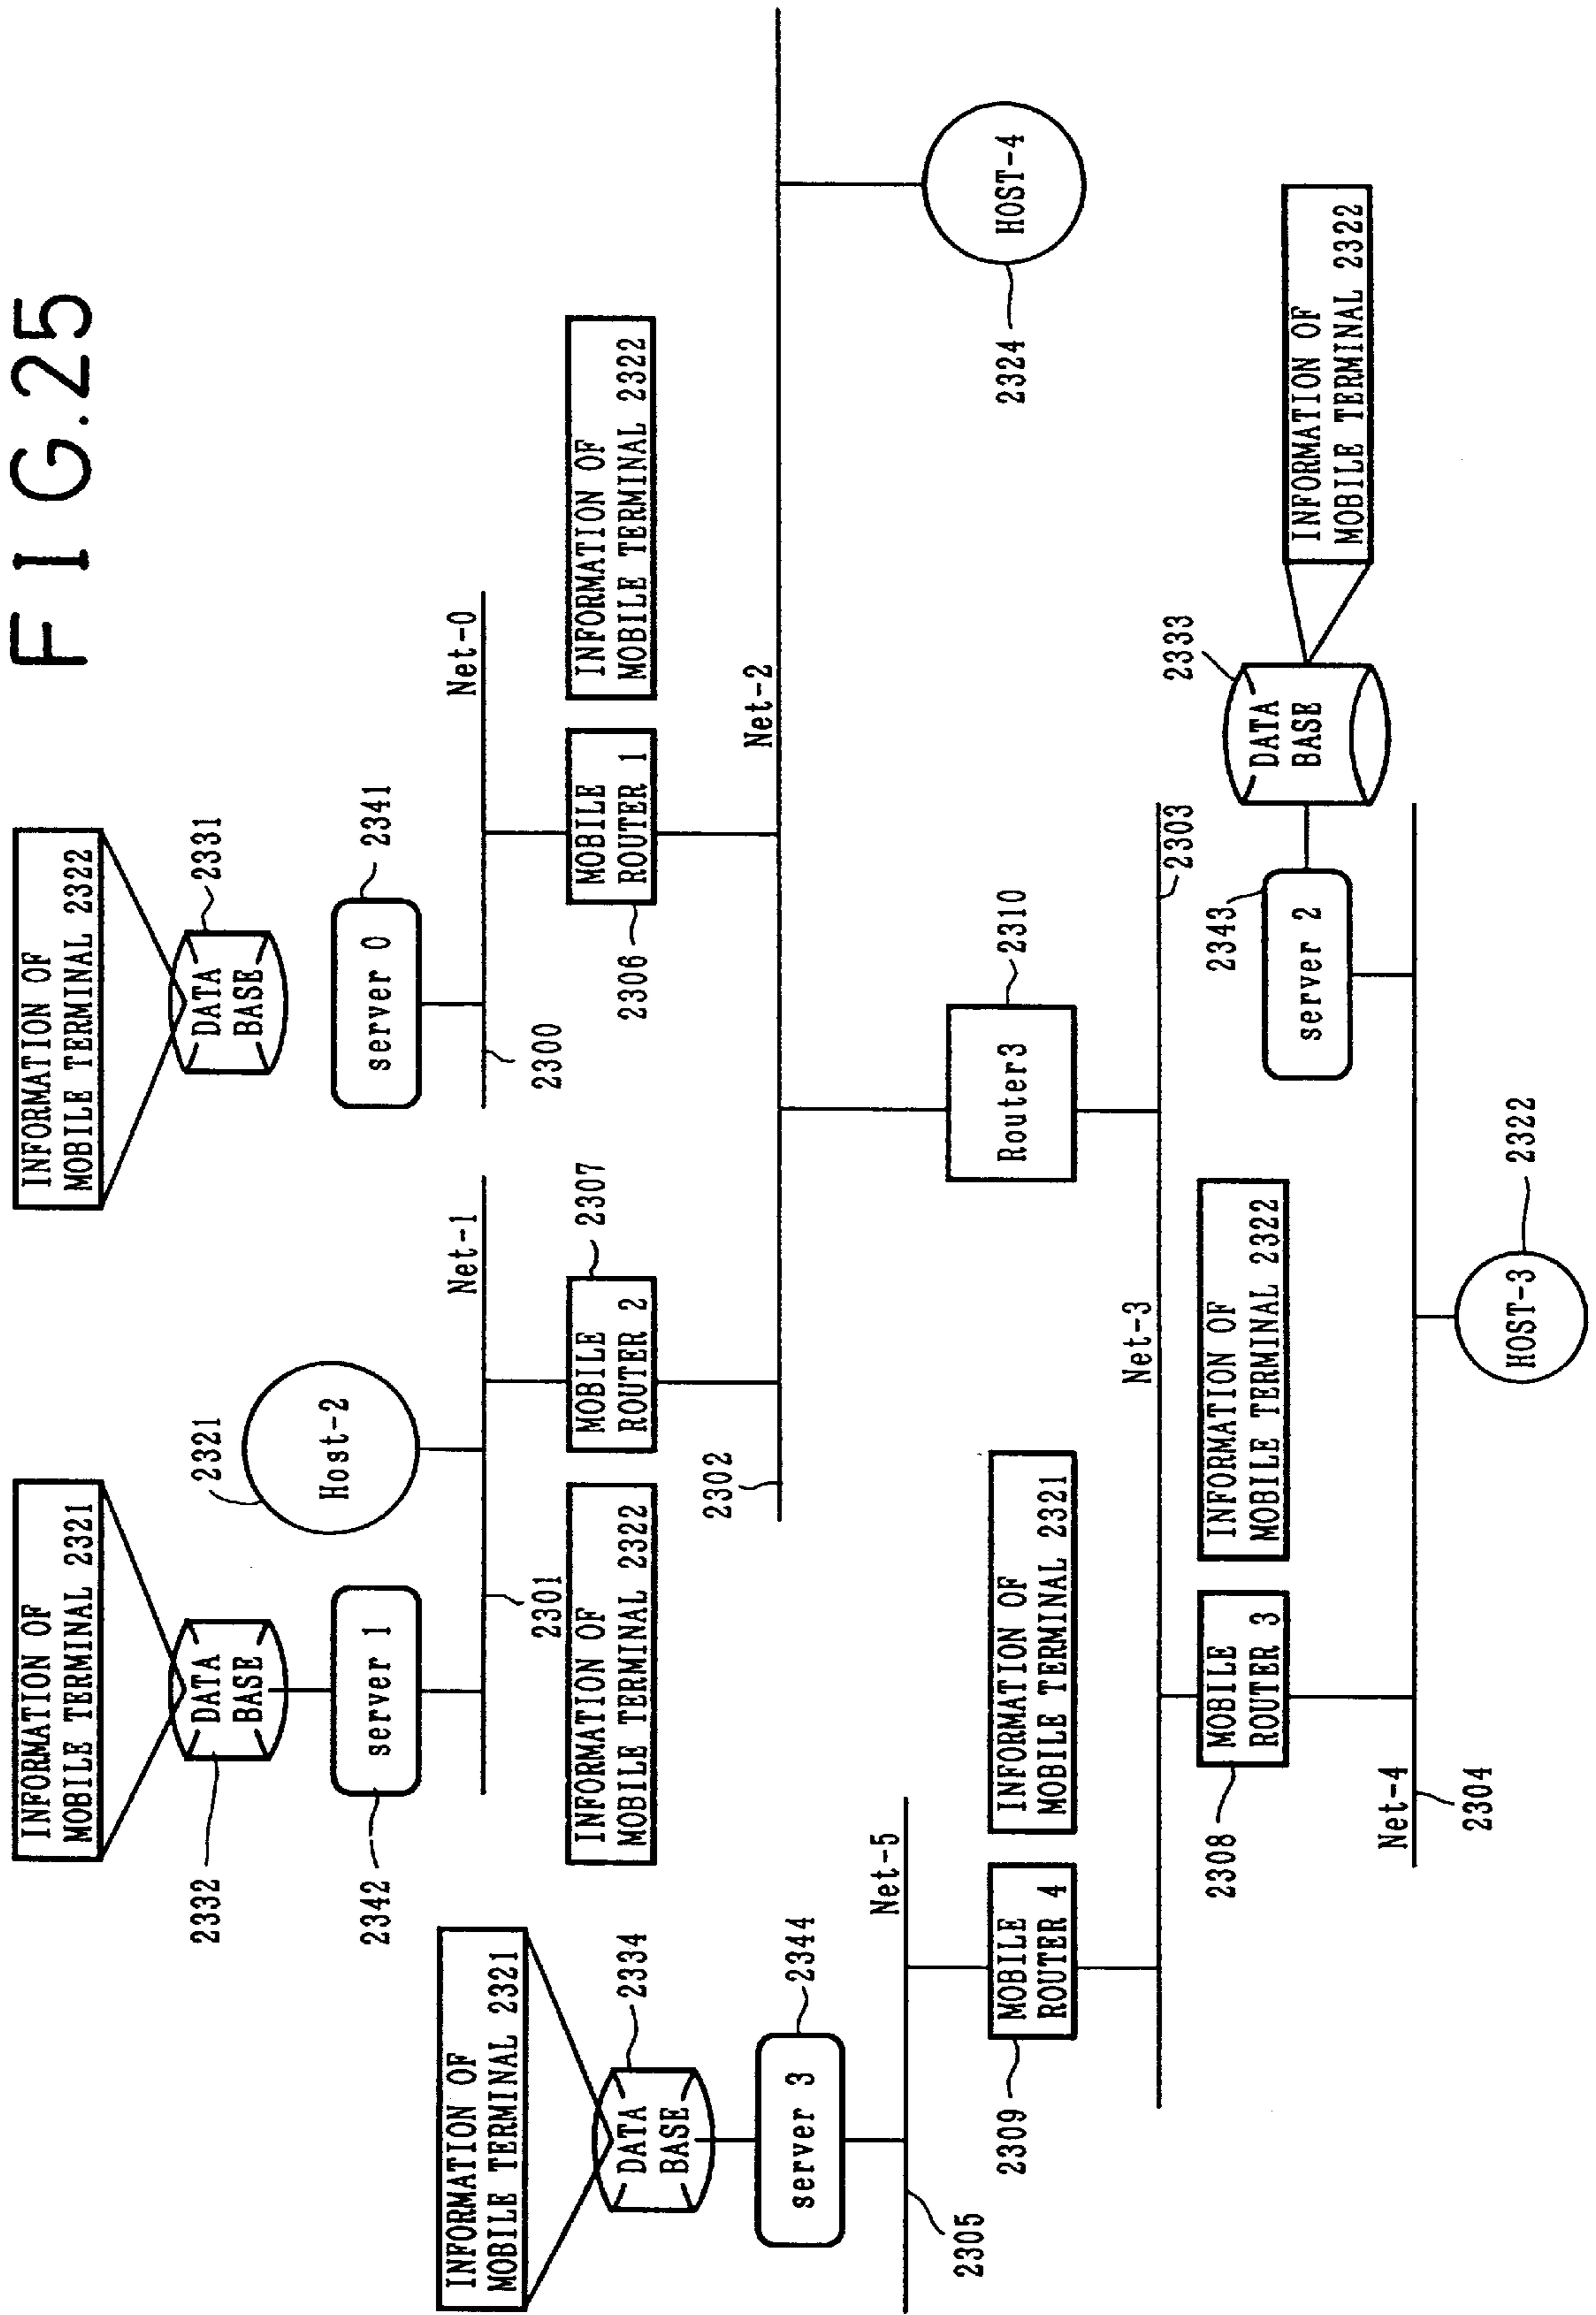 FIG.25
INFORMATION OF
MOBILE TERMINAL 2321
INFORMATION OF
MOBILE TERMINAL 2322
2332
DATA
BASE
2321
DATA
BASE
2331
2342
server 1
Host-2
server 0
2341
INFORMATION OF
MOBILE TERMINAL 2321
Net-1
Net-0
2301
2300
DATA
BASE
2334
INFORMATION OF
MOBILE TERMINAL 2322
MOBILE
ROUTER 2
2307
2306
MOBILE
ROUTER 1
INFORMATION OF
MOBILE TERMINAL 2322
2302
Net-2
server 3
2344
Net-5
2305
2309
MOBILE
ROUTER 4
INFORMATION OF
MOBILE TERMINAL 2321
Router3
2310
2324
HOST-4
Net-3
2303
2333
2308
MOBILE
ROUTER 3
INFORMATION OF
MOBILE TERMINAL 2322
2343
server 2
DATA
BASE
INFORMATION OF
MOBILE TERMINAL 2322
Net-4
2304
HOST-3
2322